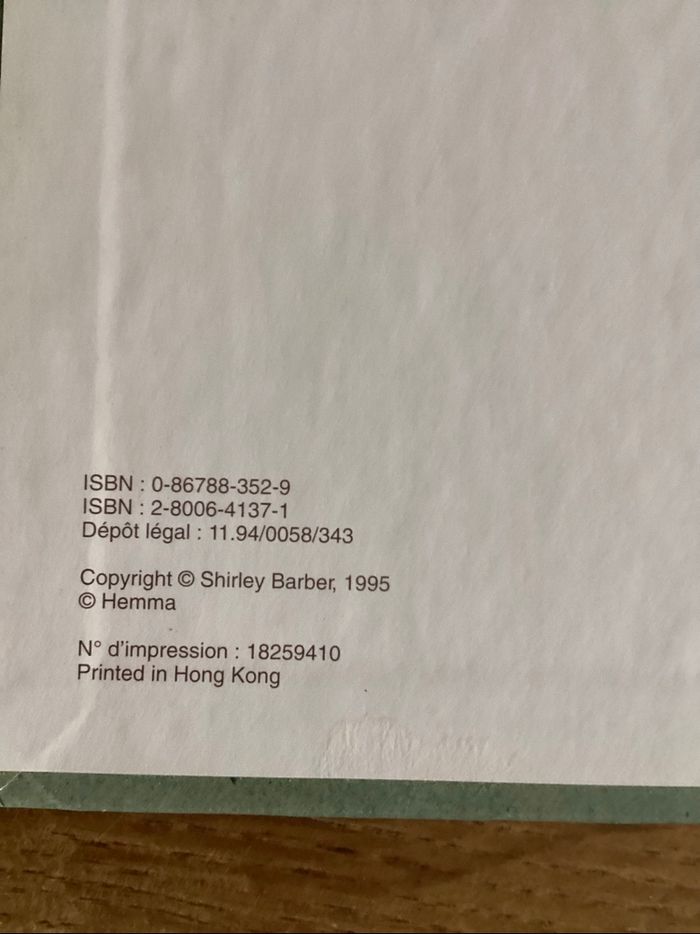 ISBN : 0-86788-352-9
ISBN : 2-8006-4137-1
Dépôt légal : 11.94/0058/343
Copyright © Shirley Barber, 1995
© Hemma
N° d'impression : 18259410
Printed in Hong Kong